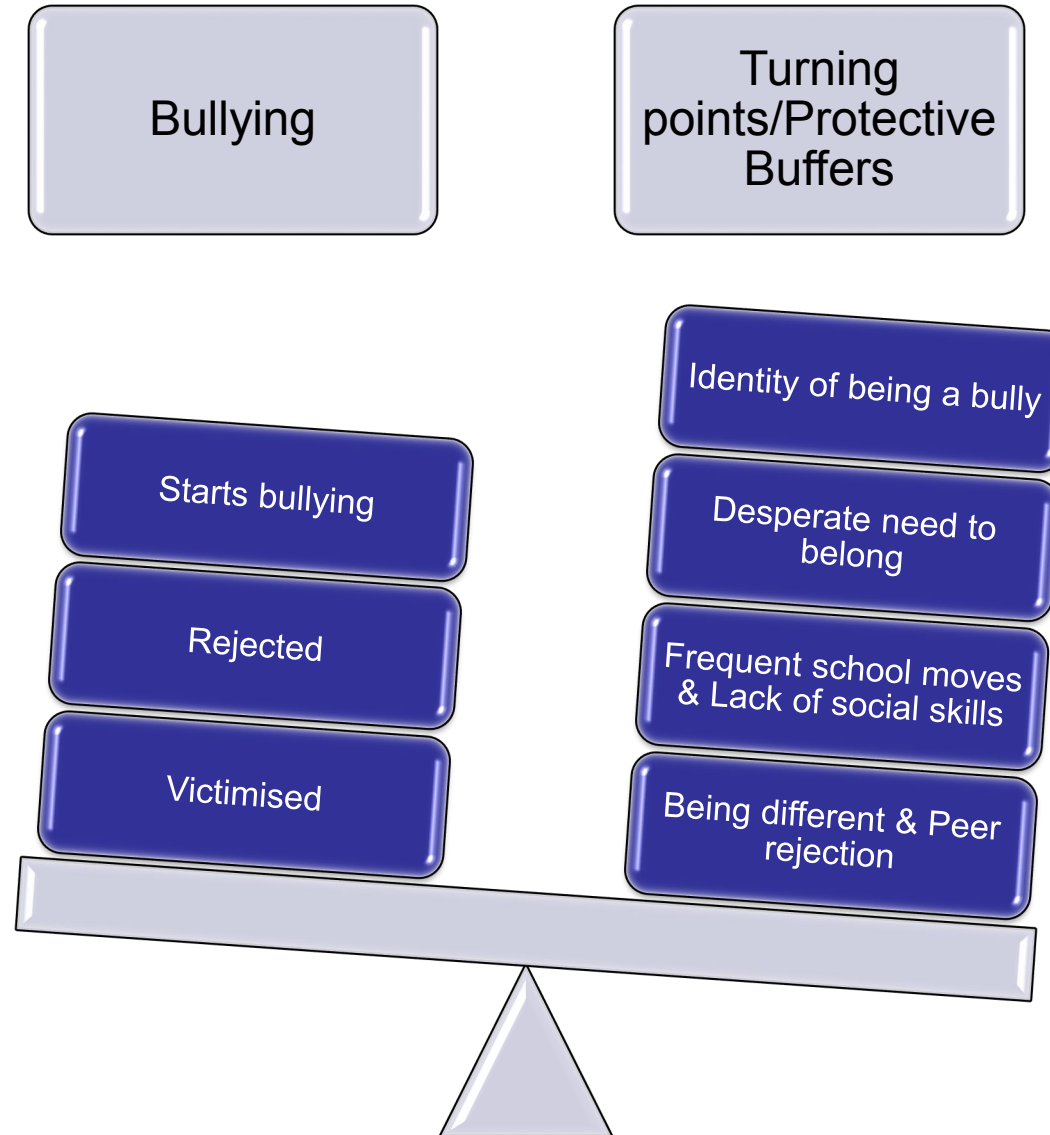 Bullying
Turning
points/Protective
Buffers
Starts bullying
Rejected
Victimised
Identity of being a bully
Desperate need to
belong
Frequent school moves
& Lack of social skills
Being different & Peer
rejection